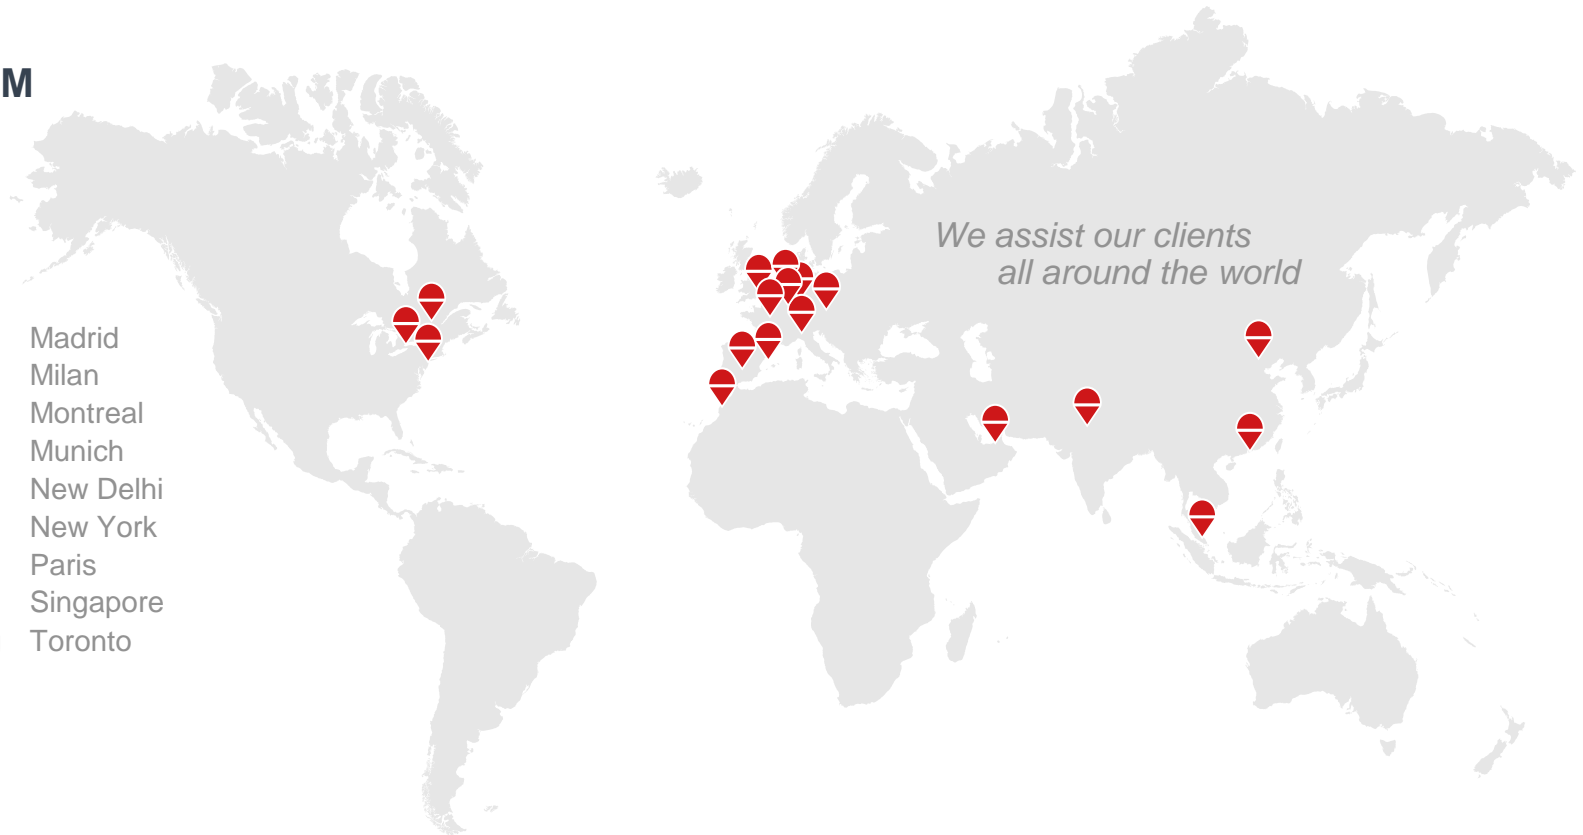 M
We assist our clients
all around the world
Madrid
Milan
Montreal
Munich
New Delhi
New York
Paris
Singapore
Toronto